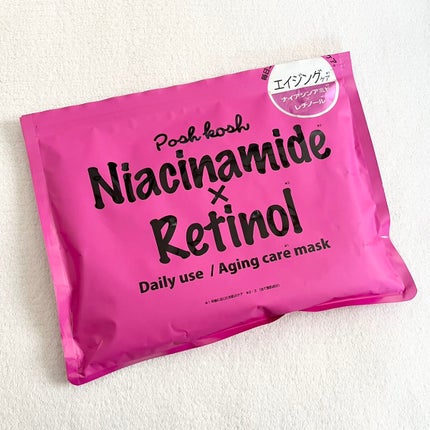 エイジングケア
ナイアシンアミド
レチノール
Posh kosh
Niacinamide
×
Retinol
Daily use / Aging care mask